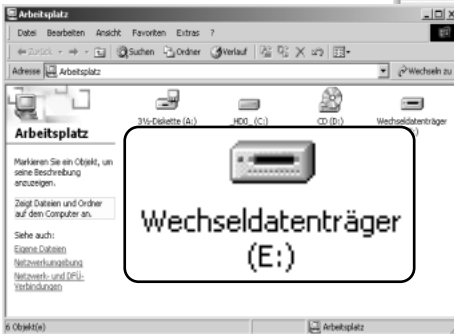 Arbeitsplatz
Datei Bearbeiten Ansicht Favoriten Extras ?
Zurück Suchen Ordner Verlauf
Adresse Arbeitsplatz Wechseln zu
3½-Diskette (A:) _HD0_ (C:) CD (D:) Wechseldatenträger
Arbeitsplatz
Markieren Sie ein Objekt, um
seine Beschreibung
anzuzeigen.
Zeigt Dateien und Ordner
auf dem Computer an.
Siehe auch:
Eigene Dateien
Netzwerkumgebung
Netzwerk- und DFÜ-
Verbindungen
Wechseldatenträger
(E:)
6 Objekt(e) Arbeitsplatz